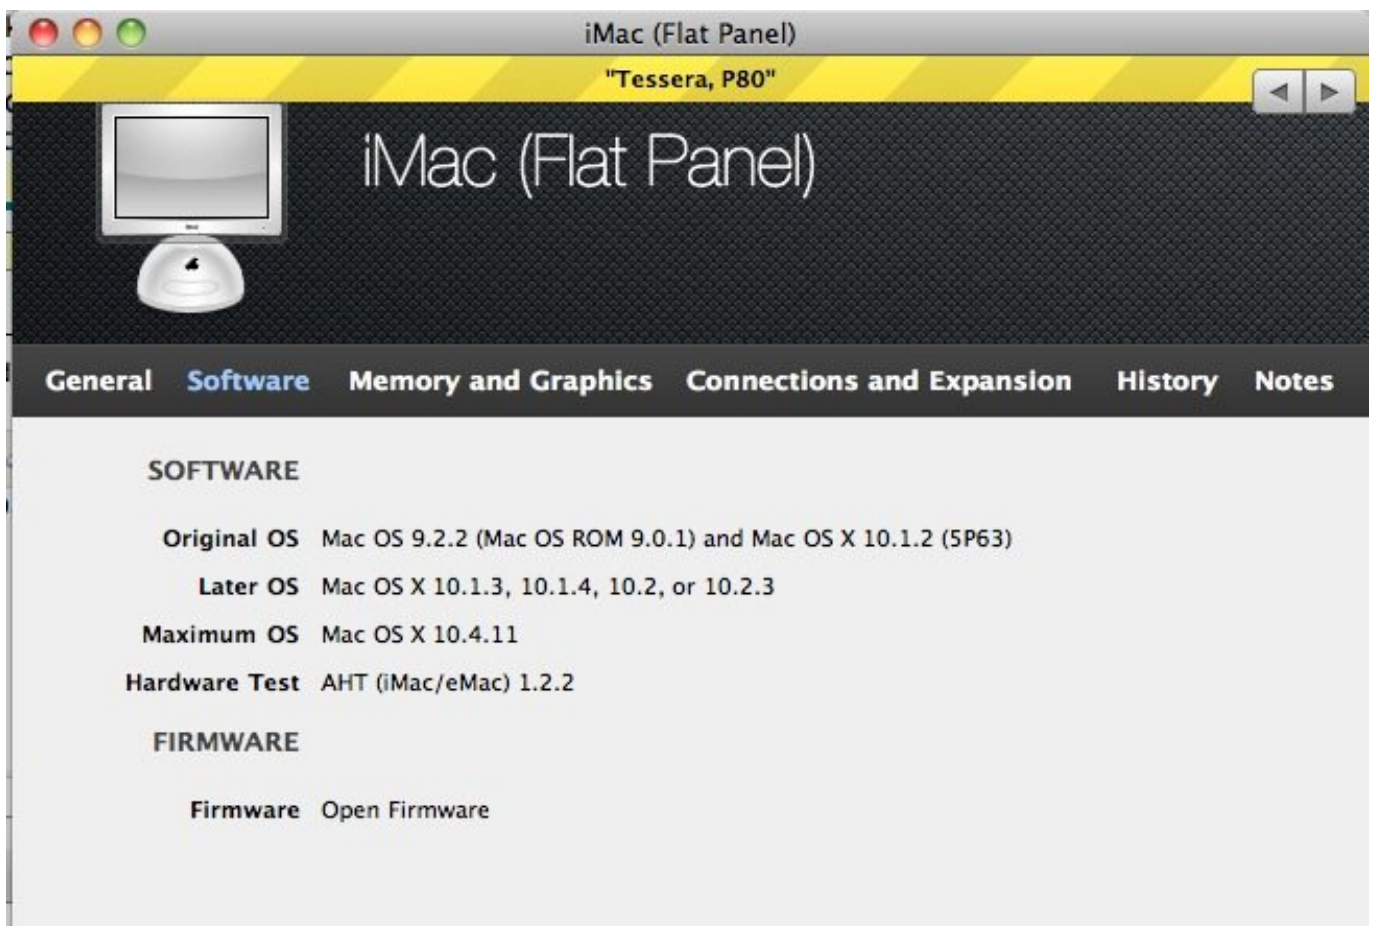 iMac (Flat Panel)
"Tessera, P80"
iMac (Flat Panel)
General Software Memory and Graphics Connections and Expansion History Notes
SOFTWARE
Original OS Mac OS 9.2.2 (Mac OS ROM 9.0.1) and Mac OS X 10.1.2 (5P63)
Later OS Mac OS X 10.1.3, 10.1.4, 10.2, or 10.2.3
Maximum OS Mac OS X 10.4.11
Hardware Test AHT (iMac/eMac) 1.2.2
FIRMWARE
Firmware Open Firmware